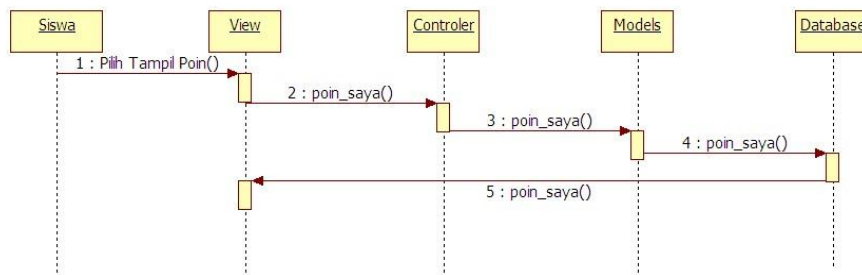 Siswa
View
Controler
Models
Database
1 : Pilih Tampil Poin()
2 : poin_saya()
3 : poin_saya()
4 : poin_saya()
5 : poin_saya()